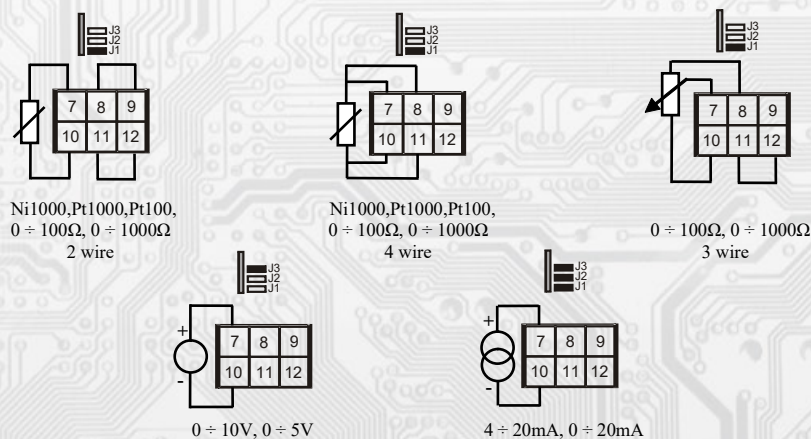 J3
J2
J1
7 8 9
10 11 12
Ni1000,Pt1000,Pt100,
0 ÷ 100Ω, 0 ÷ 1000Ω
2 wire
J3
J2
J1
7 8 9
10 11 12
Ni1000,Pt1000,Pt100,
0 ÷ 100Ω, 0 ÷ 1000Ω
4 wire
J3
J2
J1
7 8 9
10 11 12
0 ÷ 100Ω, 0 ÷ 1000Ω
3 wire
J3
J2
J1
+
7 8 9
10 11 12
-
0 ÷ 10V, 0 ÷ 5V
J3
J2
J1
+
7 8 9
10 11 12
-
4 ÷ 20mA, 0 ÷ 20mA